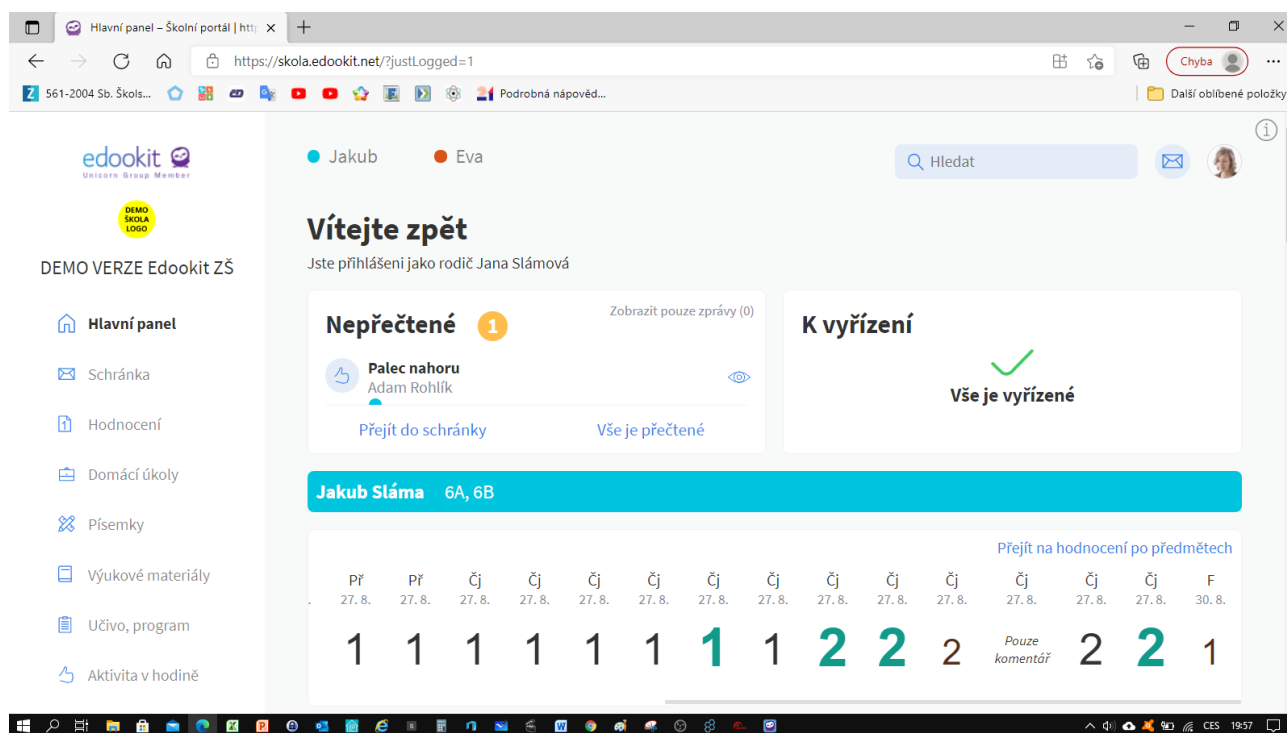 Hlavní panel – Školní portál | http
https://skola.edookit.net/?justLogged=1
Chyba
561-2004 Sb. Škols...
Podrobná nápověd...
Další oblíbené položky
edookit
Unicorn Group Member
Jakub
Eva
Hledat
DEMO
ŠKOLA
LOGO
DEMO VERZE Edookit ZŠ
Vítejte zpět
Jste přihlášeni jako rodič Jana Slámová
Hlavní panel
Schránka
Hodnocení
Domácí úkoly
Písemky
Výukové materiály
Učivo, program
Aktivita v hodině
Nepřečtené 1
Zobrazit pouze zprávy (0)
Palec nahoru
Adam Rohlík
Přejít do schránky
Vše je přečtené
K vyřízení
Vše je vyřízené
Jakub Sláma 6A, 6B
Přejít na hodnocení po předmětech
Př Př Čj Čj Čj Čj Čj Čj Čj Čj Čj Čj Čj Čj F
. 27. 8. 27. 8. 27. 8. 27. 8. 27. 8. 27. 8. 27. 8. 27. 8. 27. 8. 27. 8. 27. 8. 27. 8. 27. 8. 27. 8. 30. 8.
1 1 1 1 1 1 1 1 2 2 2 Pouze komentář 2 2 1
CES 19:57